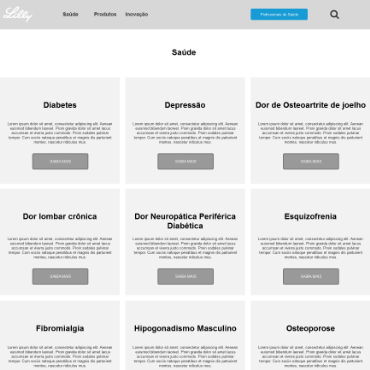 Lilly
Saúde Produtos Inovação
Profissionais de Saúde
Saúde
Diabetes
Lorem ipsum dolor sit amet, consectetur adipiscing elit. Aenean
euismod bibendum laoreet. Proin gravida dolor sit amet lacus
accumsan et viverra justo commodo. Proin sodales pulvinar
tempor. Cum sociis natoque penatibus et magnis dis parturient
montes, nascetur ridiculus mus.
SAIBA MAIS
Depressão
Lorem ipsum dolor sit amet, consectetur adipiscing elit. Aenean
euismod bibendum laoreet. Proin gravida dolor sit amet lacus
accumsan et viverra justo commodo. Proin sodales pulvinar
tempor. Cum sociis natoque penatibus et magnis dis parturient
montes, nascetur ridiculus mus.
SAIBA MAIS
Dor de Osteoartrite de joelho
Lorem ipsum dolor sit amet, consectetur adipiscing elit. Aenean
euismod bibendum laoreet. Proin gravida dolor sit amet lacus
accumsan et viverra justo commodo. Proin sodales pulvinar
tempor. Cum sociis natoque penatibus et magnis dis parturient
montes, nascetur ridiculus mus.
SAIBA MAIS
Dor lombar crônica
Lorem ipsum dolor sit amet, consectetur adipiscing elit. Aenean
euismod bibendum laoreet. Proin gravida dolor sit amet lacus
accumsan et viverra justo commodo. Proin sodales pulvinar
tempor. Cum sociis natoque penatibus et magnis dis parturient
montes, nascetur ridiculus mus.
SAIBA MAIS
Dor Neuropática Periférica
Diabética
Lorem ipsum dolor sit amet, consectetur adipiscing elit. Aenean
euismod bibendum laoreet. Proin gravida dolor sit amet lacus
accumsan et viverra justo commodo. Proin sodales pulvinar
tempor. Cum sociis natoque penatibus et magnis dis parturient
montes, nascetur ridiculus mus.
SAIBA MAIS
Esquizofrenia
Lorem ipsum dolor sit amet, consectetur adipiscing elit. Aenean
euismod bibendum laoreet. Proin gravida dolor sit amet lacus
accumsan et viverra justo commodo. Proin sodales pulvinar
tempor. Cum sociis natoque penatibus et magnis dis parturient
montes, nascetur ridiculus mus.
SAIBA MAIS
Fibromialgia
Lorem ipsum dolor sit amet, consectetur adipiscing elit. Aenean
euismod bibendum laoreet. Proin gravida dolor sit amet lacus
accumsan et viverra justo commodo. Proin sodales pulvinar
tempor. Cum sociis natoque penatibus et magnis dis parturient
montes, nascetur ridiculus mus.
Hipogonadismo Masculino
Lorem ipsum dolor sit amet, consectetur adipiscing elit. Aenean
euismod bibendum laoreet. Proin gravida dolor sit amet lacus
accumsan et viverra justo commodo. Proin sodales pulvinar
tempor. Cum sociis natoque penatibus et magnis dis parturient
montes, nascetur ridiculus mus.
Osteoporose
Lorem ipsum dolor sit amet, consectetur adipiscing elit. Aenean
euismod bibendum laoreet. Proin gravida dolor sit amet lacus
accumsan et viverra justo commodo. Proin sodales pulvinar
tempor. Cum sociis natoque penatibus et magnis dis parturient
montes, nascetur ridiculus mus.